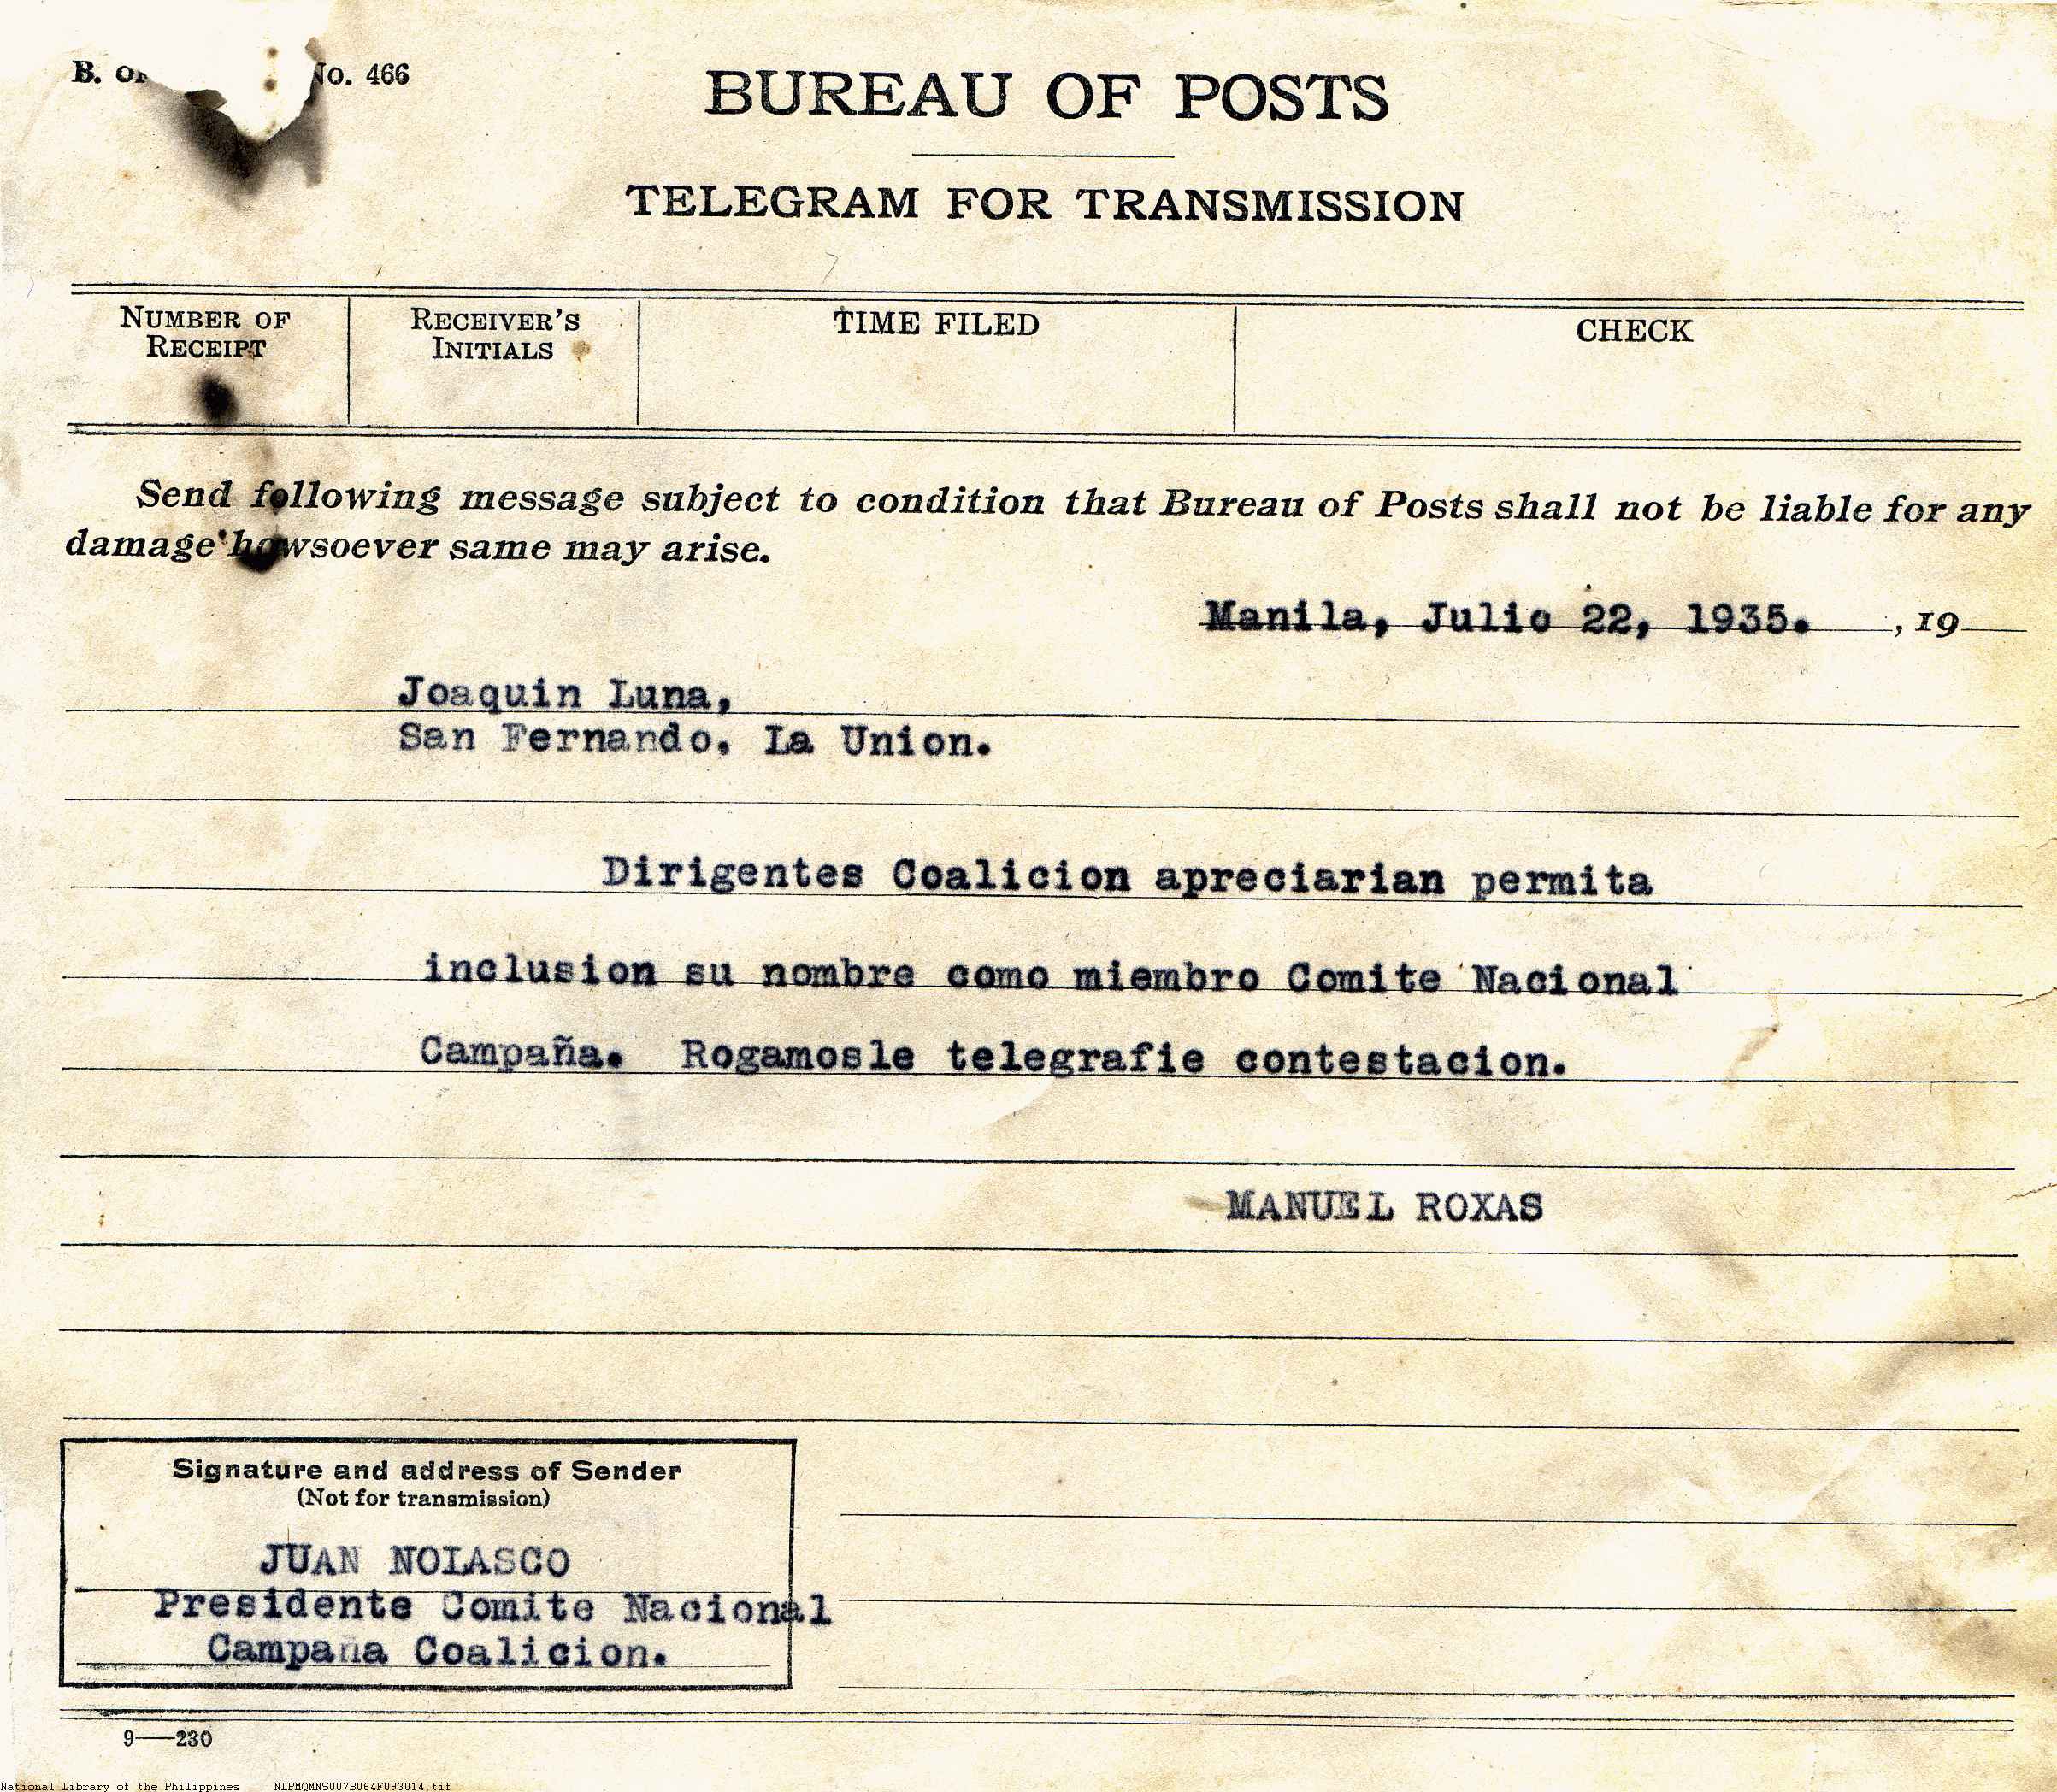 B. OF No. 466
BUREAU OF POSTS
TELEGRAM FOR TRANSMISSION
NUMBER OF RECEIPT
RECEIVER'S INITIALS
TIME FILED
CHECK
Send following message subject to condition that Bureau of Posts shall not be liable for any
damage howsoever same may arise.
Manila, Julio 22, 1935. , 19
Joaquin Luna,
San Fernando, La Union.
Dirigentes Coalicion apreciarian permita
inclusion su nombre como miembro Comite Nacional
Campaña. Rogamosle telegrafie contestacion.
MANUEL ROXAS
Signature and address of Sender
(Not for transmission)
JUAN NOLASCO
Presidente Comite Nacional
Campaña Coalicion.
9—230
National Library of the Philippines NLPMQMNS007B064F093014.tif